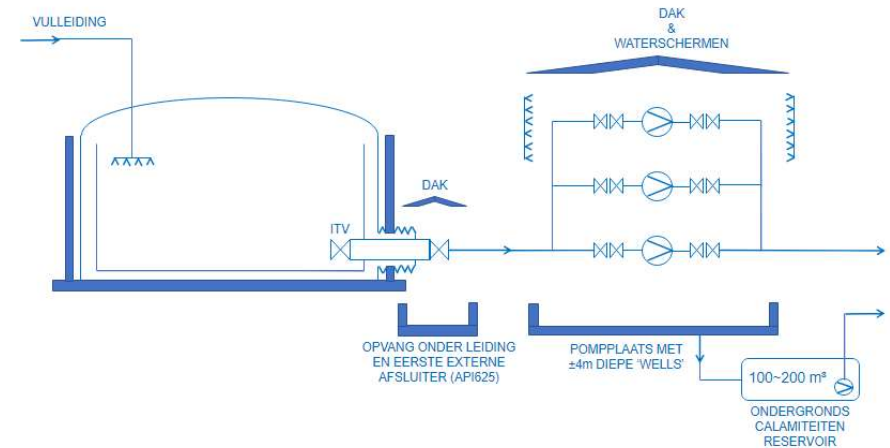 VULLEIDING
DAK
&
WATERSCHERMEN
DAK
ITV
OPVANG ONDER LEIDING
EN EERSTE EXTERNE
AFSLUITER (API625)
POMPPLAATS MET
±4m DIEPE 'WELLS'
100~200 m³
ONDERGRONDS
CALAMITEITEN
RESERVOIR